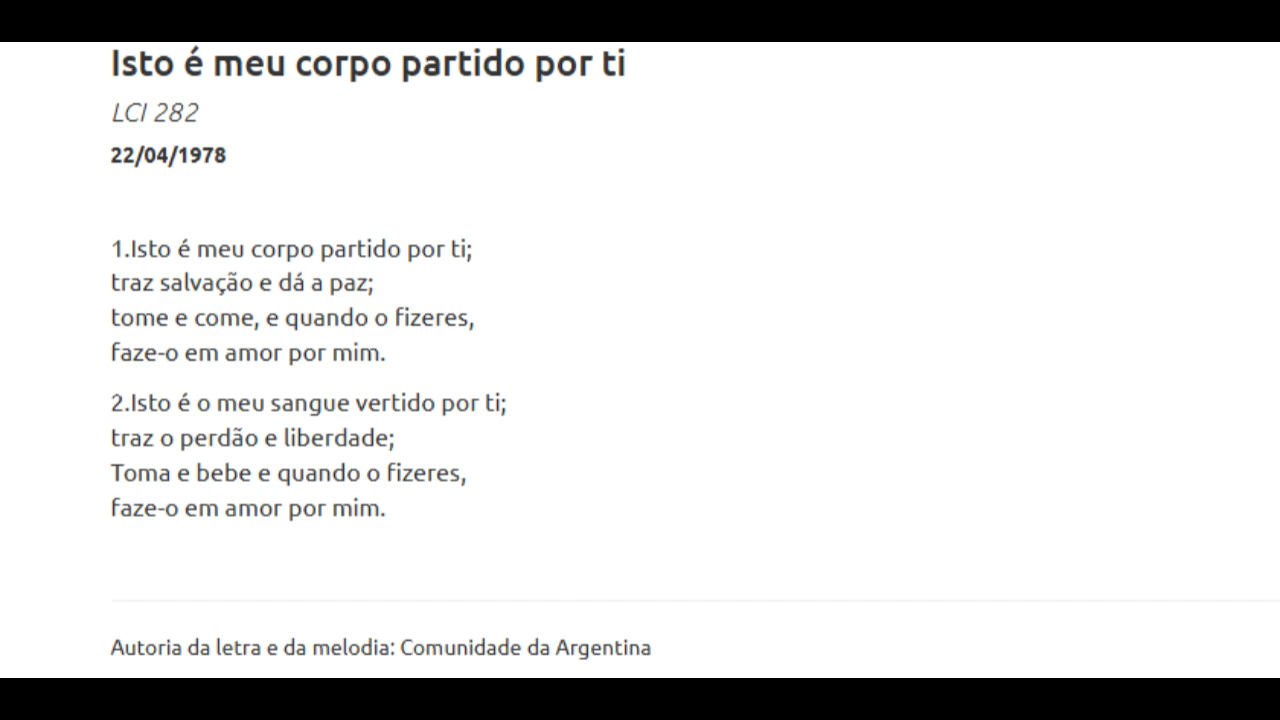 Isto é meu corpo partido por ti
LCI 282
22/04/1978
1.Isto é meu corpo partido por ti;
traz salvação e dá a paz;
tome e come, e quando o fizeres,
faze-o em amor por mim.
2.Isto é o meu sangue vertido por ti;
traz o perdão e liberdade;
Toma e bebe e quando o fizeres,
faze-o em amor por mim.
Autoria da letra e da melodia: Comunidade da Argentina